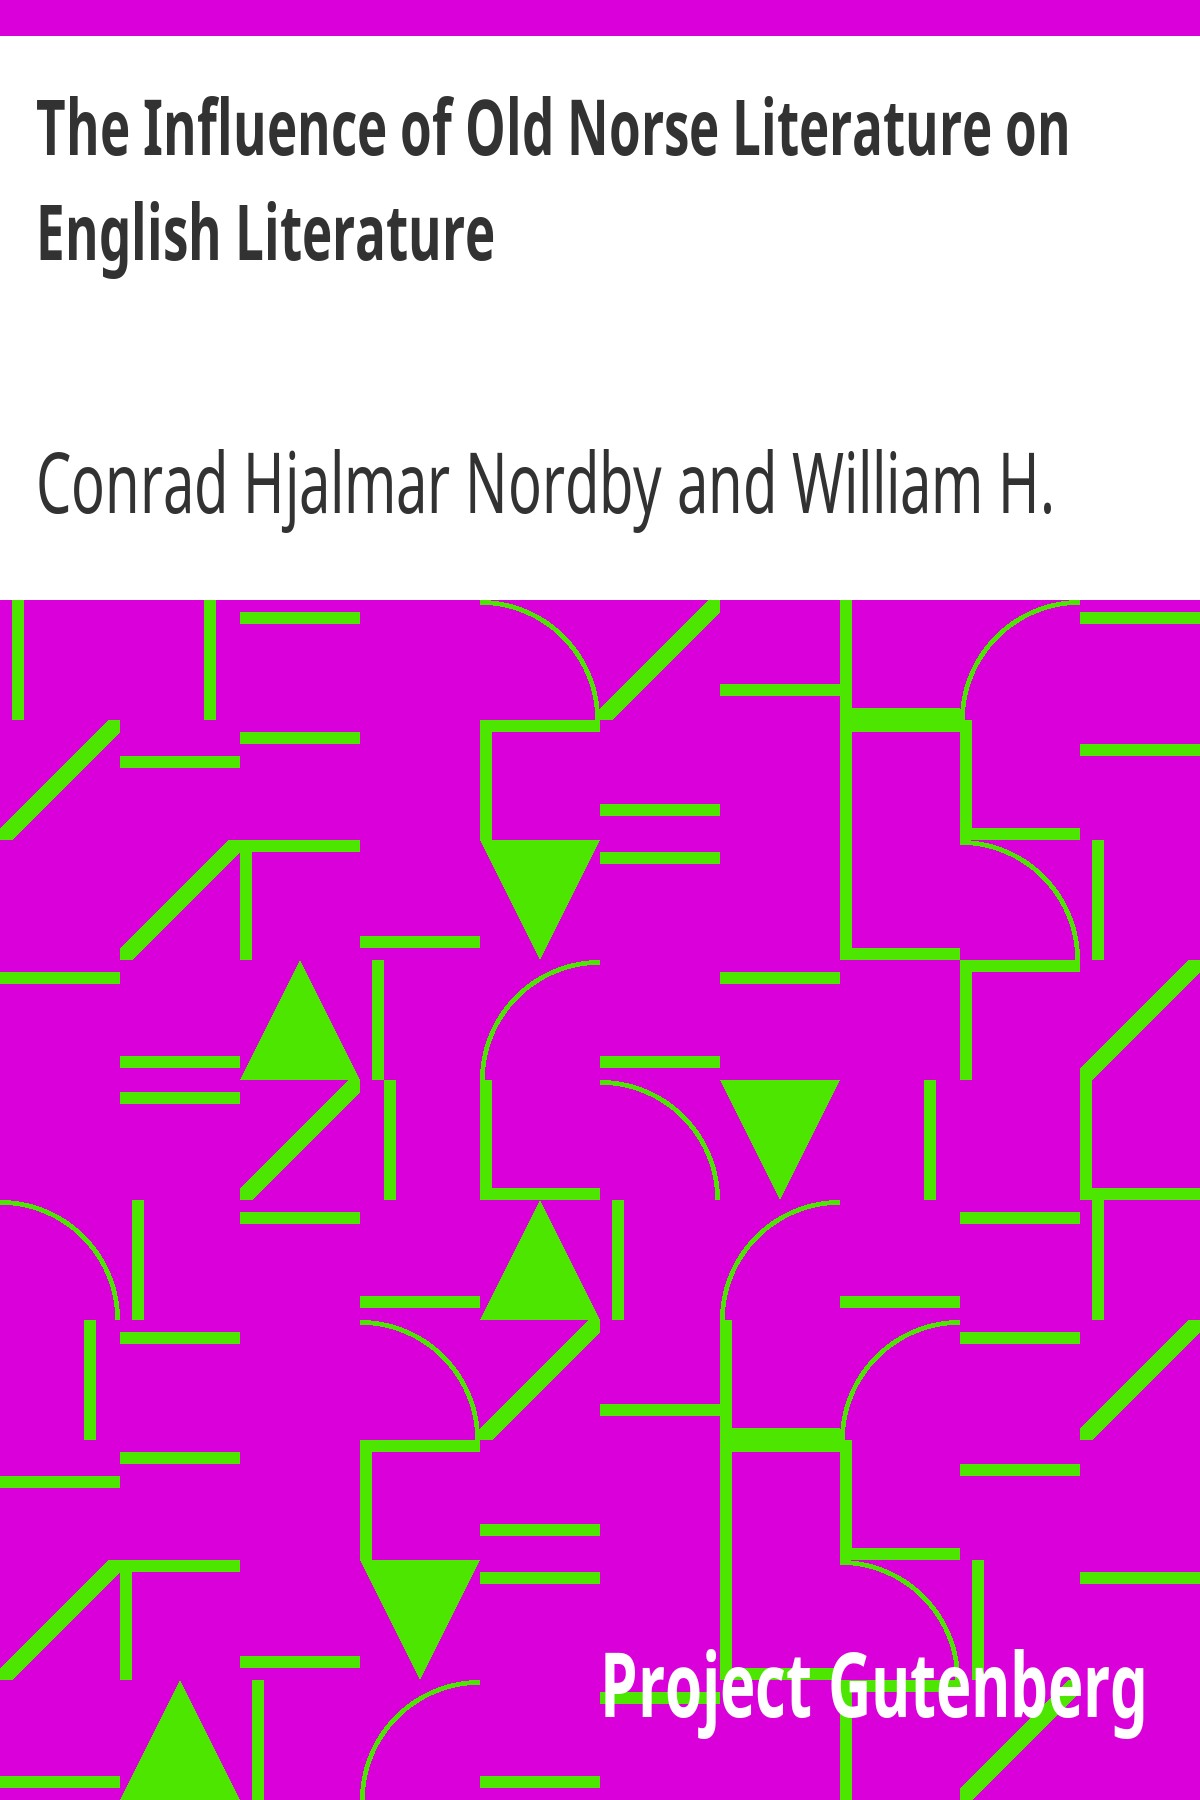 The Influence of Old Norse Literature on
English Literature
Conrad Hjalmar Nordby and William H.
Project Gutenberg